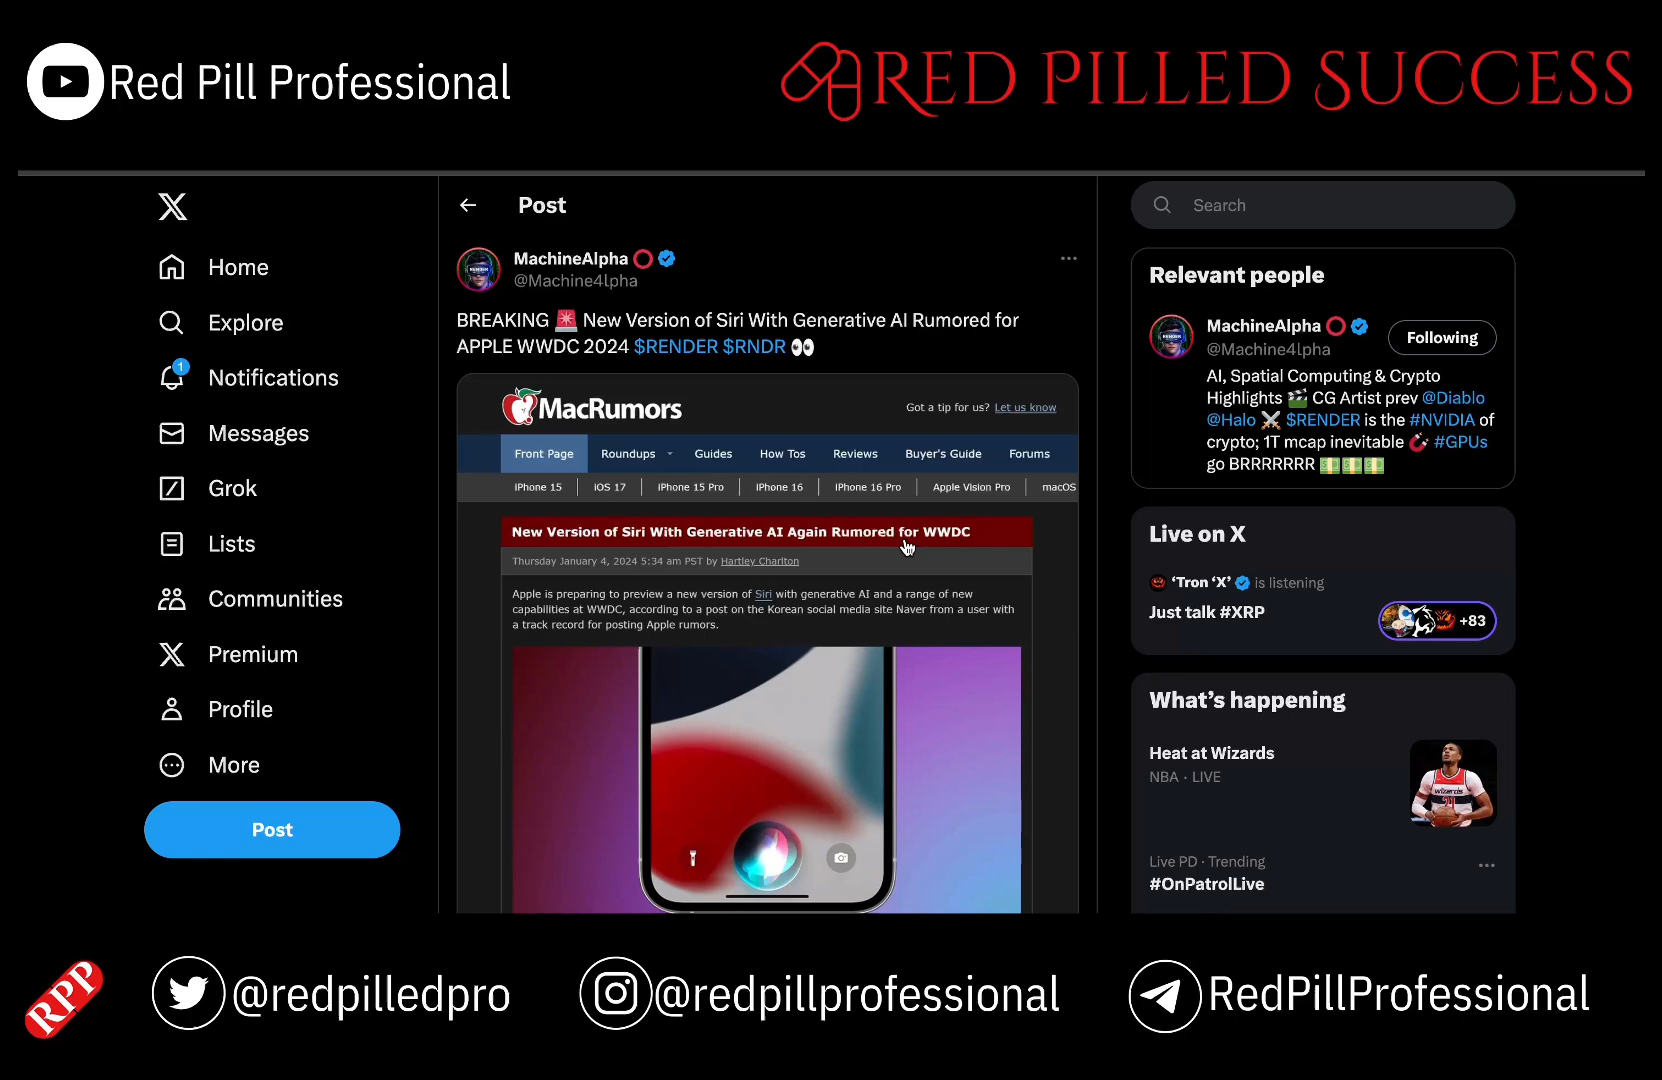 Red Pill Professional
RED PILLED SUCCESS
Home
Explore
1
Notifications
Messages
Grok
Lists
Communities
Premium
Profile
More
Post
Post
MachineAlpha
@Machine4lpha
BREAKING 🚨 New Version of Siri With Generative AI Rumored for
APPLE WWDC 2024 $RENDER $RNDR 👀
MacRumors
Got a tip for us? Let us know
Front Page Roundups Guides How Tos Reviews Buyer's Guide Forums
iPhone 15 iOS 17 iPhone 15 Pro iPhone 16 iPhone 16 Pro Apple Vision Pro macOS
New Version of Siri With Generative AI Again Rumored for WWDC
Thursday January 4, 2024 5:34 am PST by Hartley Charlton
Apple is preparing to preview a new version of Siri with generative AI and a range of new
capabilities at WWDC, according to a post on the Korean social media site Naver from a user with
a track record for posting Apple rumors.
Search
Relevant people
MachineAlpha
@Machine4lpha
Following
AI, Spatial Computing & Crypto
Highlights 🎬 CG Artist prev @Diablo
@Halo ⚔️ $RENDER is the #NVIDIA of
crypto; 1T mcap inevitable 🧲 #GPUs
go BRRRRRRR 💵💵💵
Live on X
'Tron 'X' is listening
Just talk #XRP
+83
What's happening
Heat at Wizards
NBA · LIVE
Live PD · Trending
#OnPatrolLive
RPP
@redpilledpro
@redpillprofessional
RedPillProfessional